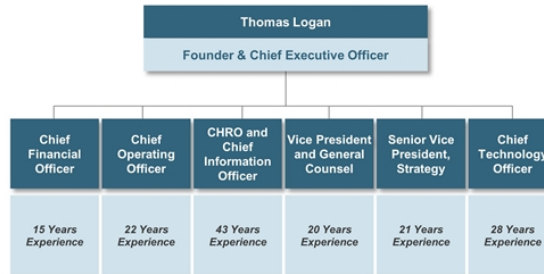 Thomas Logan
Founder & Chief Executive Officer
Chief
Financial
Officer
Chief
Operating
Officer
CHRO and
Chief
Information
Officer
Vice President
and General
Counsel
Senior Vice
President,
Strategy
Chief
Technology
Officer
15 Years
Experience
22 Years
Experience
43 Years
Experience
20 Years
Experience
21 Years
Experience
28 Years
Experience